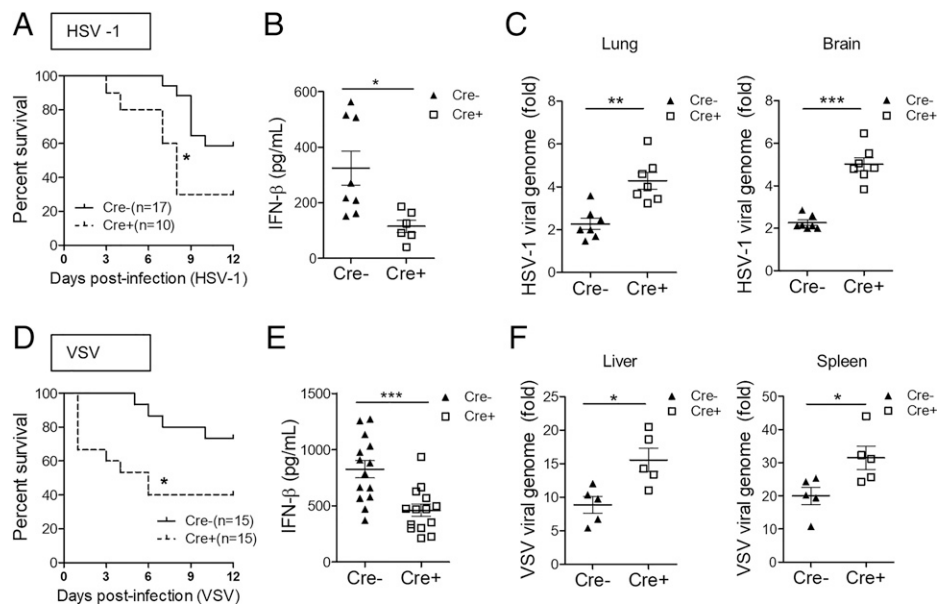 A
HSV -1
Percent survival
100
80
60
40
20
0
*
Cre-(n=17)
Cre+(n=10)
0 3 6 9 12
Days post-infection (HSV-1)
B
IFN-β (pg/mL)
600
400
200
0
*
Cre-
Cre+
Cre- Cre+
C
Lung
HSV-1 viral genome (fold)
8
6
4
2
0
**
Cre-
Cre+
Cre- Cre+
Brain
HSV-1 viral genome (fold)
8
6
4
2
0
***
Cre-
Cre+
Cre- Cre+
D
VSV
Percent survival
100
80
60
40
20
0
*
Cre-(n=15)
Cre+(n=15)
0 3 6 9 12
Days post-infection (VSV)
E
IFN-β (pg/mL)
1500
1000
500
0
***
Cre-
Cre+
Cre- Cre+
F
Liver
VSV viral genome (fold)
25
20
15
10
5
0
*
Cre-
Cre+
Cre- Cre+
Spleen
VSV viral genome (fold)
50
40
30
20
10
0
*
Cre-
Cre+
Cre- Cre+